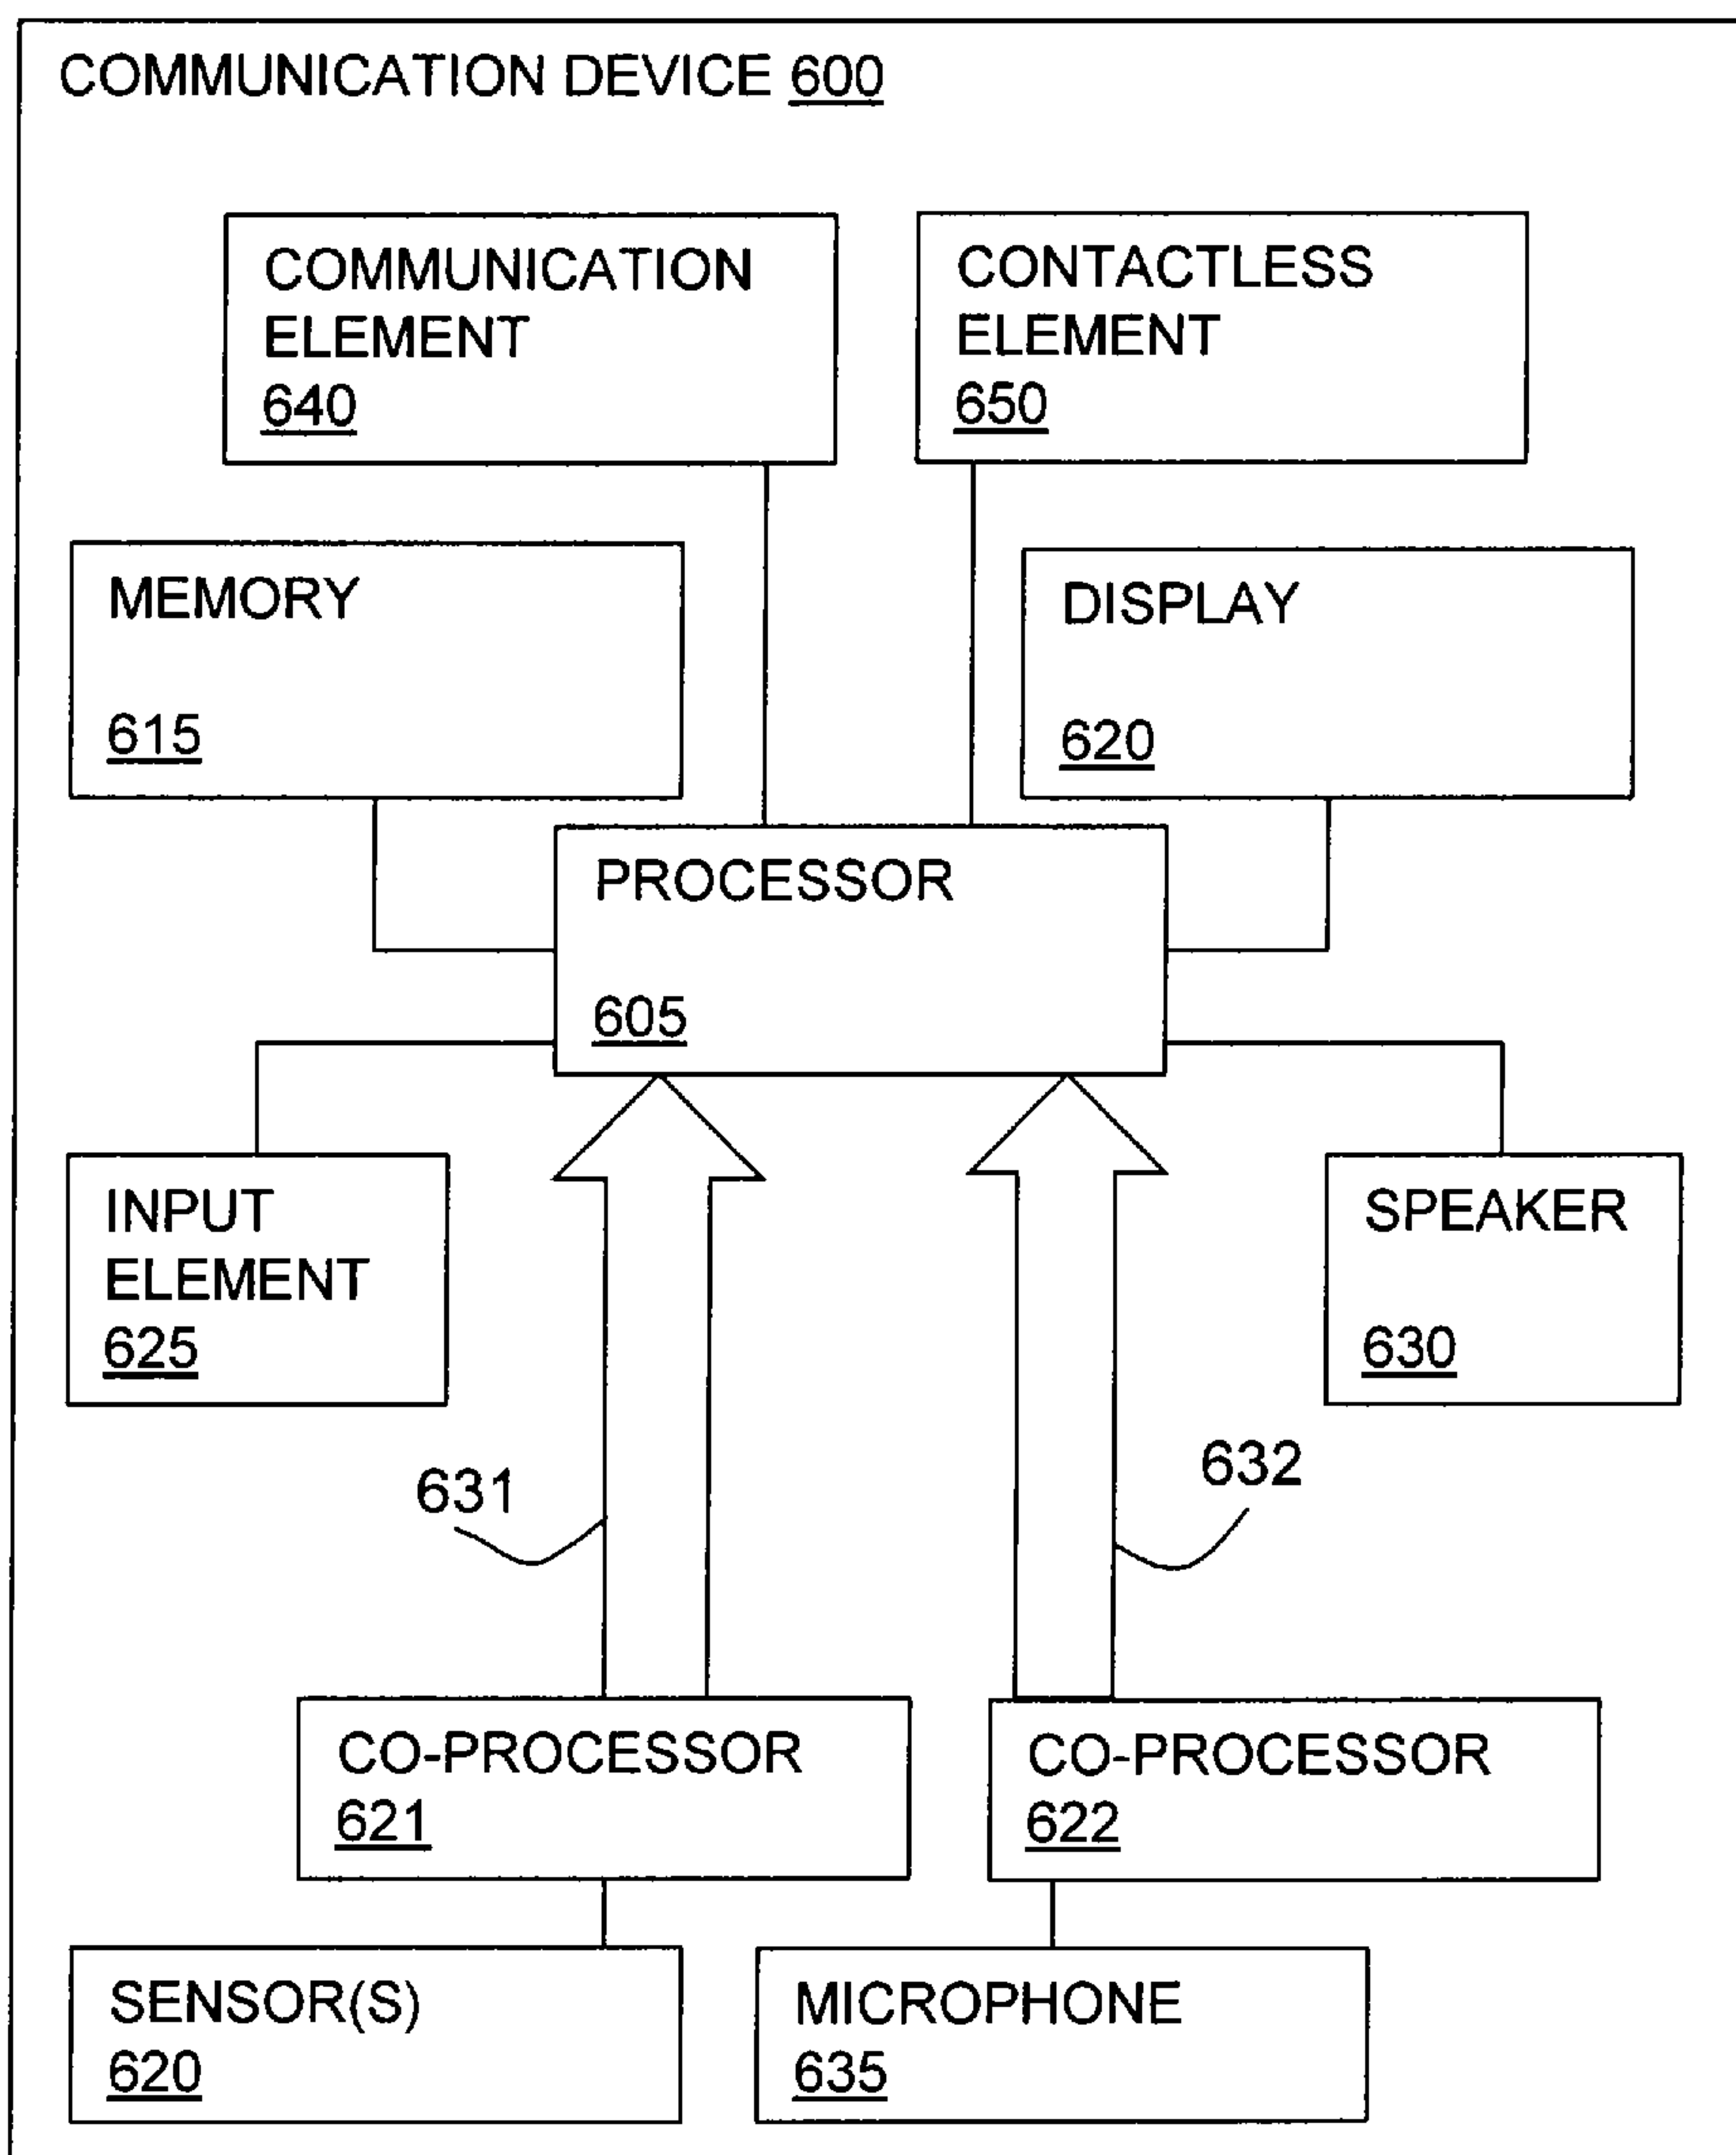 COMMUNICATION DEVICE 600
COMMUNICATION
ELEMENT
640
CONTACTLESS
ELEMENT
650
MEMORY
615
DISPLAY
620
PROCESSOR
605
INPUT
ELEMENT
625
SPEAKER
630
631
632
CO-PROCESSOR
621
CO-PROCESSOR
622
SENSOR(S)
620
MICROPHONE
635